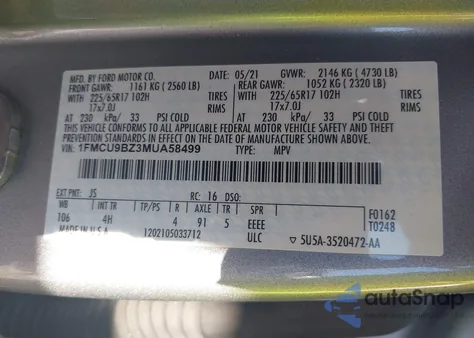 MFD. BY FORD MOTOR CO. 05/21 GVWR: 2146 KG ( 4730 LB)
FRONT GAWR: 1161 KG ( 2560 LB) REAR GAWR: 1052 KG ( 2320 LB)
WITH 225/65R17 102H TIRES WITH 225/65R17 102H TIRES
17x7.0J RIMS 17x7.0J RIMS
AT 230 kPa/ 33 PSI COLD AT 230 kPa/ 33 PSI COLD
THIS VEHICLE CONFORMS TO ALL APPLICABLE FEDERAL MOTOR VEHICLE SAFETY AND THEFT
PREVENTION STANDARDS IN EFFECT ON THE DATE OF MANUFACTURE SHOWN ABOVE.
VIN: 1FMCU9BZ3MUA58499 TYPE: MPV
EXT PNT: JS RC: 16 DSO:
WB INT TR TP/PS R AXLE TR SPR F0162
106 4H 4 91 5 EEEE T0248
MADE IN U.S.A. 1202105033712 ULC ▽ 5U5A-3520472-AA
autoSnap